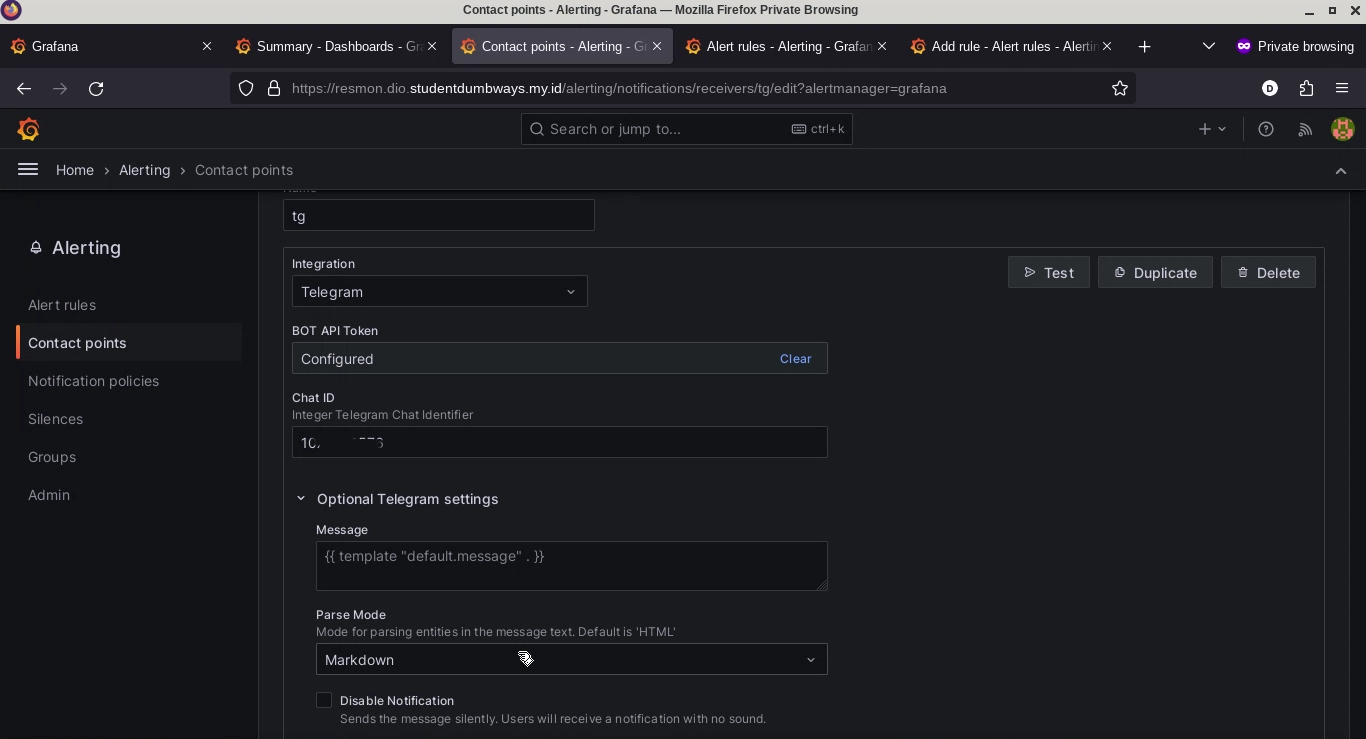 Contact points - Alerting - Grafana — Mozilla Firefox Private Browsing
Grafana
Summary - Dashboards - Gr
Contact points - Alerting - G
Alert rules - Alerting - Grafan
Add rule - Alert rules - Alerti
Private browsing
https://resmon.dio.studentdumbways.my.id/alerting/notifications/receivers/tg/edit?alertmanager=grafana
D
Search or jump to...
ctrl+k
Home › Alerting › Contact points
Name
tg
Alerting
Alert rules
Contact points
Notification policies
Silences
Groups
Admin
Integration
Telegram
Test
Duplicate
Delete
BOT API Token
Configured
Clear
Chat ID
Integer Telegram Chat Identifier
Optional Telegram settings
Message
{{ template "default.message" . }}
Parse Mode
Mode for parsing entities in the message text. Default is 'HTML'
Markdown
Disable Notification
Sends the message silently. Users will receive a notification with no sound.